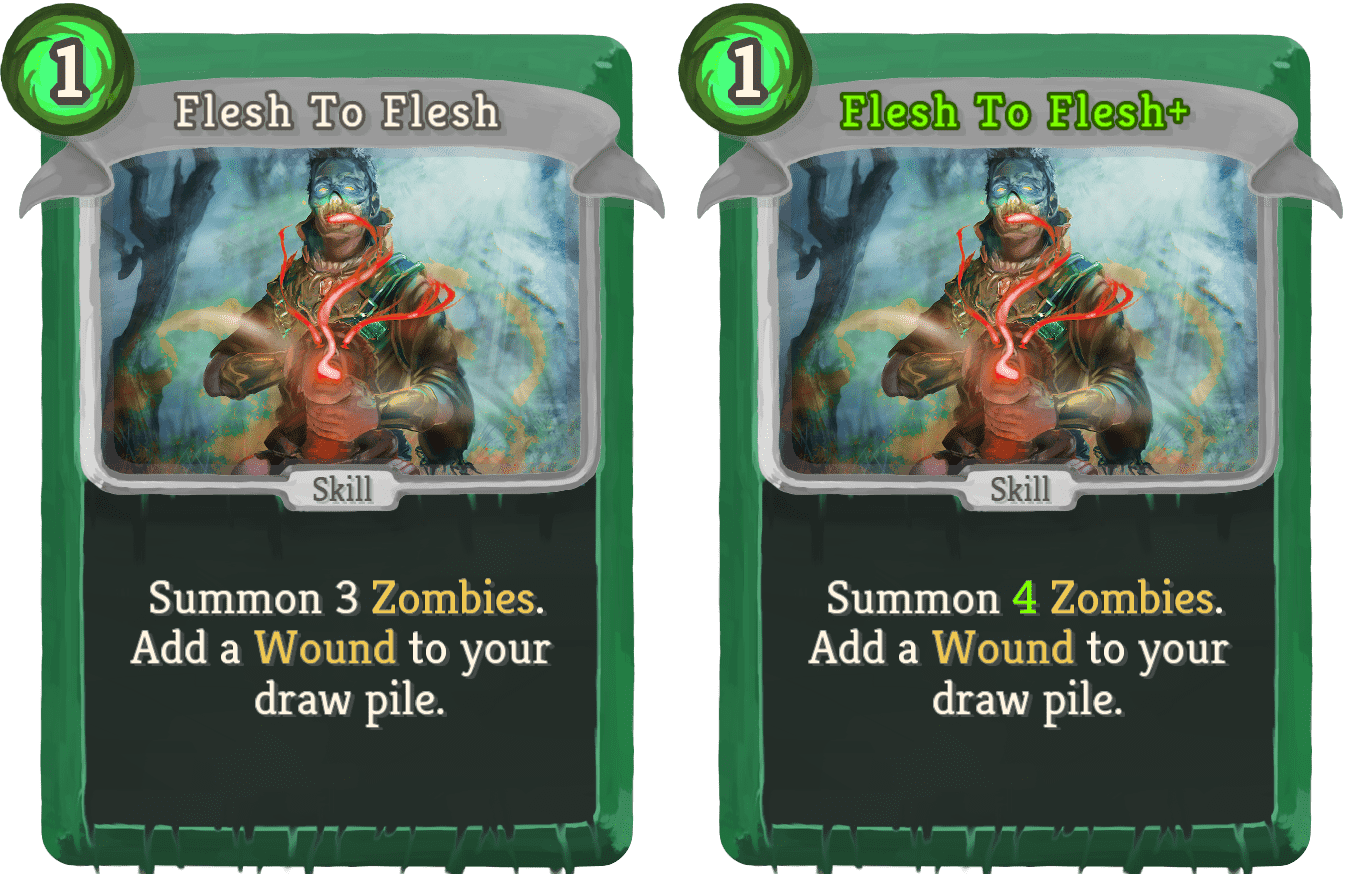 1
Flesh To Flesh
Skill
Summon 3 Zombies.
Add a Wound to your
draw pile.
1
Flesh To Flesh+
Skill
Summon 4 Zombies.
Add a Wound to your
draw pile.